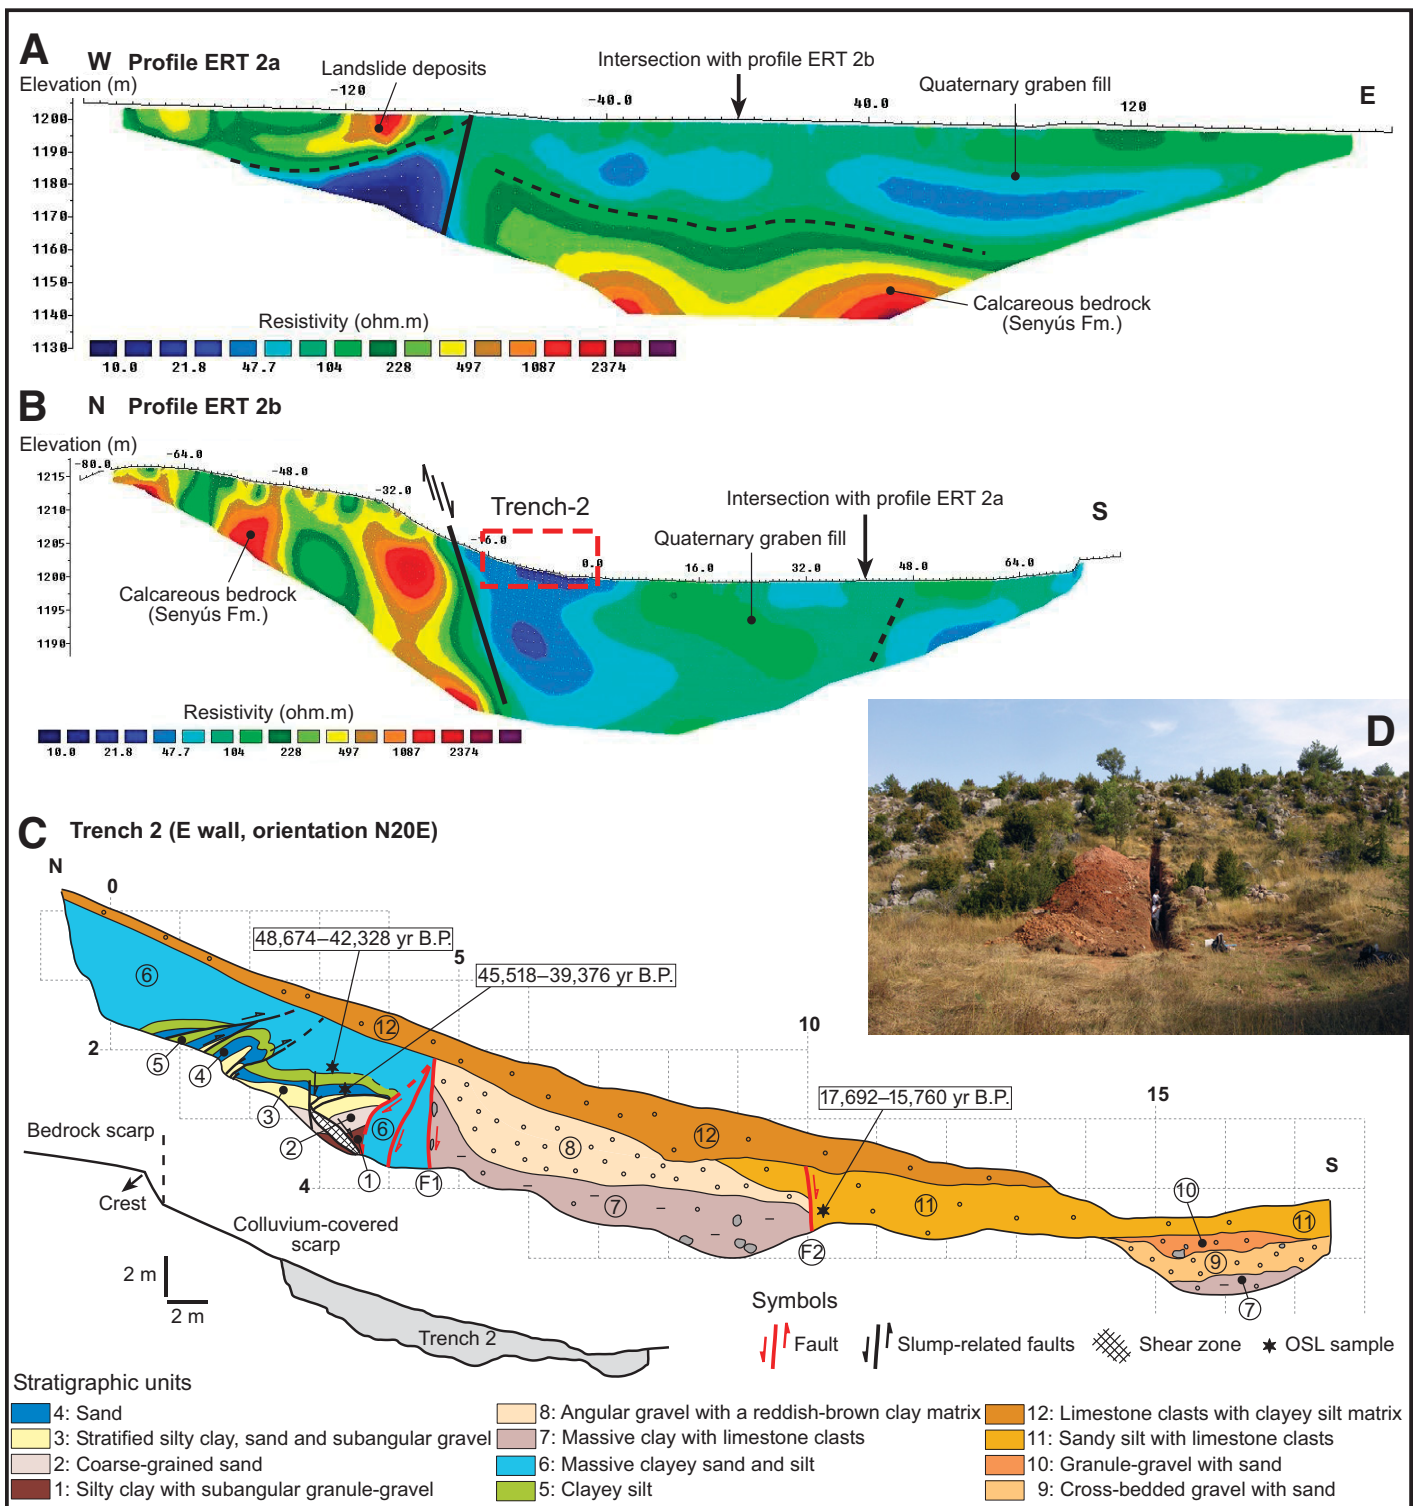 A
W Profile ERT 2a
Elevation (m)
Landslide deposits
Intersection with profile ERT 2b
Quaternary graben fill
E
-120
-40.0
40.0
120
1200
1190
1180
1170
1160
1150
1140
1130
Calcareous bedrock
(Senyús Fm.)
Resistivity (ohm.m)
10.0 21.8 47.7 104 228 497 1087 2374
B
N Profile ERT 2b
Elevation (m)
-80.0
-64.0
-48.0
-32.0
-16.0
0.0
16.0
32.0
48.0
64.0
1215
1210
1205
1200
1195
1190
Trench-2
Intersection with profile ERT 2a
S
Quaternary graben fill
Calcareous bedrock
(Senyús Fm.)
Resistivity (ohm.m)
10.0 21.8 47.7 104 228 497 1087 2374
D
C Trench 2 (E wall, orientation N20E)
N
0
48,674–42,328 yr B.P.
5
45,518–39,376 yr B.P.
6
12
10
2
5
4
3
17,692–15,760 yr B.P.
15
6
12
8
2
1
F1
4
7
F2
11
10
11
9
7
S
Bedrock scarp
Crest
Colluvium-covered
scarp
2 m
2 m
Trench 2
Symbols
Fault
Slump-related faults
Shear zone
OSL sample
Stratigraphic units
4: Sand
3: Stratified silty clay, sand and subangular gravel
2: Coarse-grained sand
1: Silty clay with subangular granule-gravel
8: Angular gravel with a reddish-brown clay matrix
7: Massive clay with limestone clasts
6: Massive clayey sand and silt
5: Clayey silt
12: Limestone clasts with clayey silt matrix
11: Sandy silt with limestone clasts
10: Granule-gravel with sand
9: Cross-bedded gravel with sand